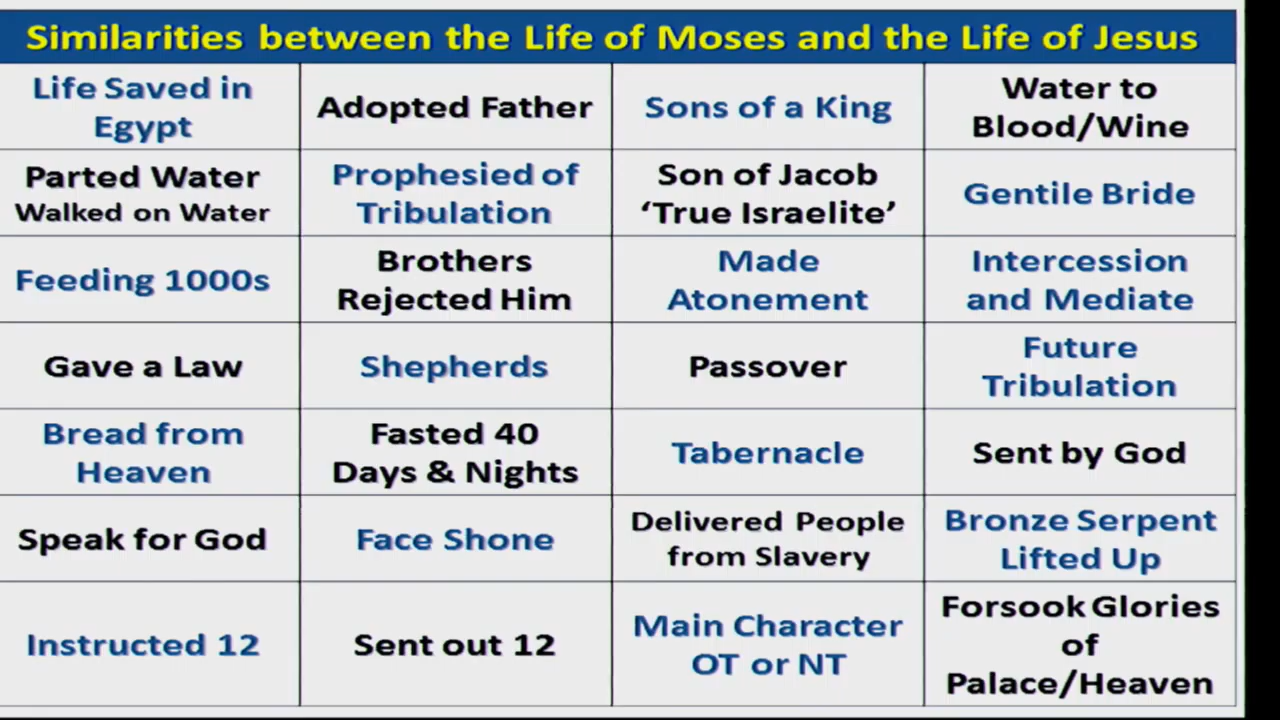 Similarities between the Life of Moses and the Life of Jesus
Life Saved in
Egypt
Adopted Father
Sons of a King
Water to
Blood/Wine
Parted Water
Walked on Water
Prophesied of
Tribulation
Son of Jacob
‘True Israelite’
Gentile Bride
Feeding 1000s
Brothers
Rejected Him
Made
Atonement
Intercession
and Mediate
Gave a Law
Shepherds
Passover
Future
Tribulation
Bread from
Heaven
Fasted 40
Days & Nights
Tabernacle
Sent by God
Speak for God
Face Shone
Delivered People
from Slavery
Bronze Serpent
Lifted Up
Instructed 12
Sent out 12
Main Character
OT or NT
Forsook Glories
of
Palace/Heaven